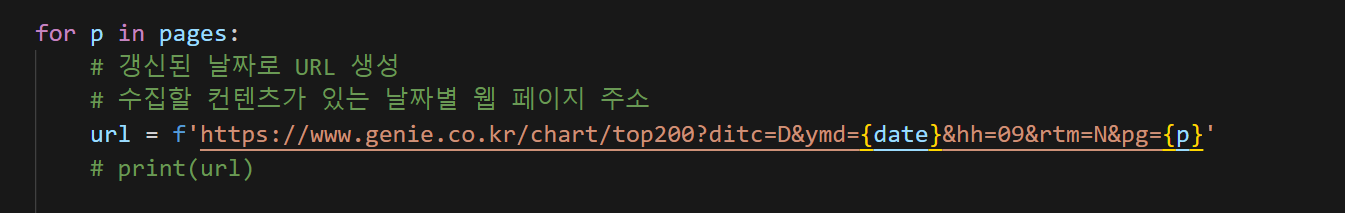 for p in pages:
# 갱신된 날짜로 URL 생성
# 수집할 컨텐츠가 있는 날짜별 웹 페이지 주소
url = f'https://www.genie.co.kr/chart/top200?ditc=D&ymd={date}&hh=09&rtm=N&pg={p}'
# print(url)